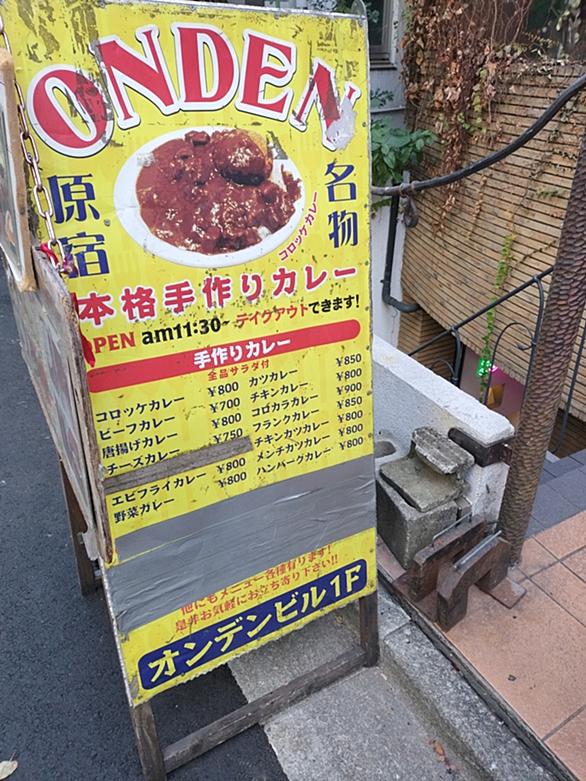 ONDEN
原宿
名物
コロッケカレー
本格手作りカレー
OPEN am11:30~ テイクアウトできます!
手作りカレー
全品サラダ付
コロッケカレー ¥800
ビーフカレー ¥700
唐揚げカレー ¥800
チーズカレー ¥750
エビフライカレー ¥800
野菜カレー ¥800
カツカレー ¥850
チキンカレー ¥800
コロカラカレー ¥900
フランクカレー ¥850
チキンカツカレー ¥800
メンチカツカレー ¥800
ハンバーグカレー ¥800
他にもメニュー各種有ります!
是非お気軽にお立ち寄り下さい!!
オンデンビル1F